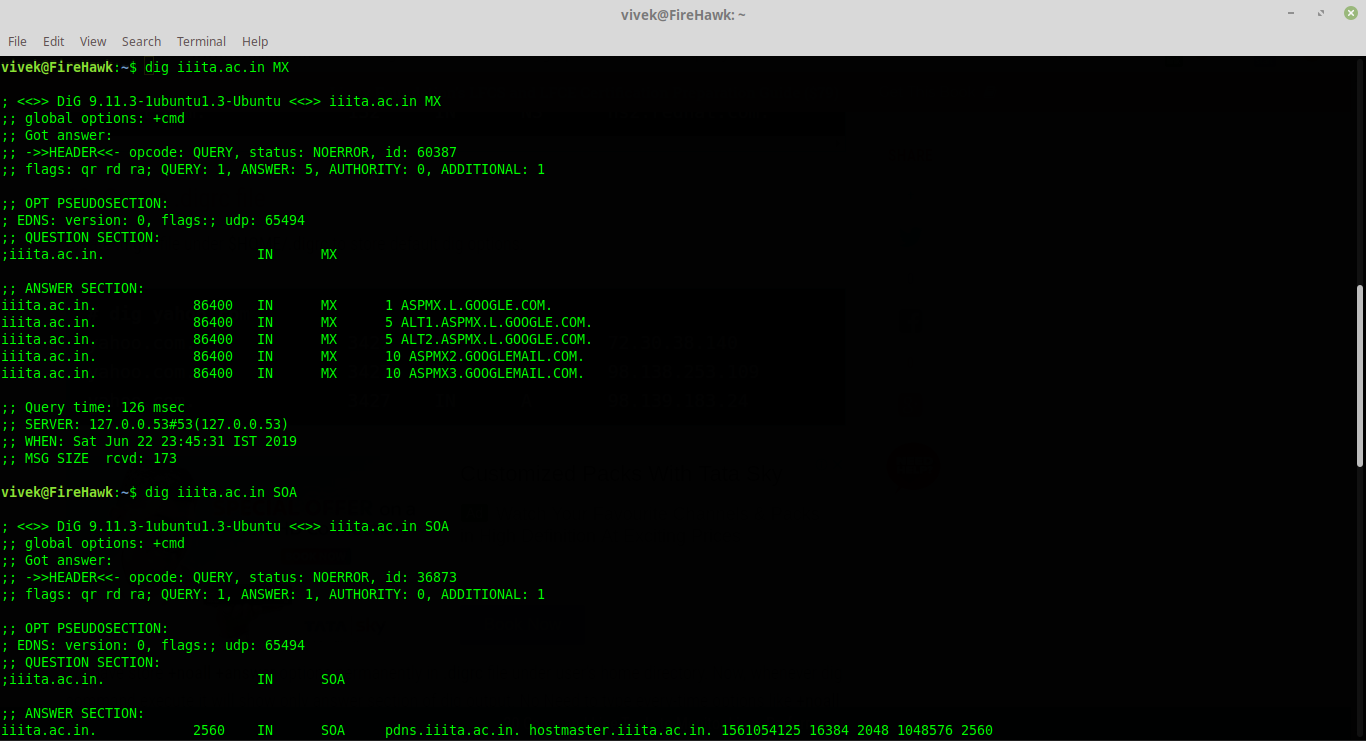 vivek@FireHawk: ~
File Edit View Search Terminal Help
vivek@FireHawk:~$ dig iiita.ac.in MX
; <<>> DiG 9.11.3-1ubuntu1.3-Ubuntu <<>> iiita.ac.in MX
;; global options: +cmd
;; Got answer:
;; ->>HEADER<<- opcode: QUERY, status: NOERROR, id: 60387
;; flags: qr rd ra; QUERY: 1, ANSWER: 5, AUTHORITY: 0, ADDITIONAL: 1
;; OPT PSEUDOSECTION:
; EDNS: version: 0, flags:; udp: 65494
;; QUESTION SECTION:
;iiita.ac.in. IN MX
;; ANSWER SECTION:
iiita.ac.in. 86400 IN MX 1 ASPMX.L.GOOGLE.COM.
iiita.ac.in. 86400 IN MX 5 ALT1.ASPMX.L.GOOGLE.COM.
iiita.ac.in. 86400 IN MX 5 ALT2.ASPMX.L.GOOGLE.COM.
iiita.ac.in. 86400 IN MX 10 ASPMX2.GOOGLEMAIL.COM.
iiita.ac.in. 86400 IN MX 10 ASPMX3.GOOGLEMAIL.COM.
;; Query time: 126 msec
;; SERVER: 127.0.0.53#53(127.0.0.53)
;; WHEN: Sat Jun 22 23:45:31 IST 2019
;; MSG SIZE rcvd: 173
vivek@FireHawk:~$ dig iiita.ac.in SOA
; <<>> DiG 9.11.3-1ubuntu1.3-Ubuntu <<>> iiita.ac.in SOA
;; global options: +cmd
;; Got answer:
;; ->>HEADER<<- opcode: QUERY, status: NOERROR, id: 36873
;; flags: qr rd ra; QUERY: 1, ANSWER: 1, AUTHORITY: 0, ADDITIONAL: 1
;; OPT PSEUDOSECTION:
; EDNS: version: 0, flags:; udp: 65494
;; QUESTION SECTION:
;iiita.ac.in. IN SOA
;; ANSWER SECTION:
iiita.ac.in. 2560 IN SOA pdns.iiita.ac.in. hostmaster.iiita.ac.in. 1561054125 16384 2048 1048576 2560